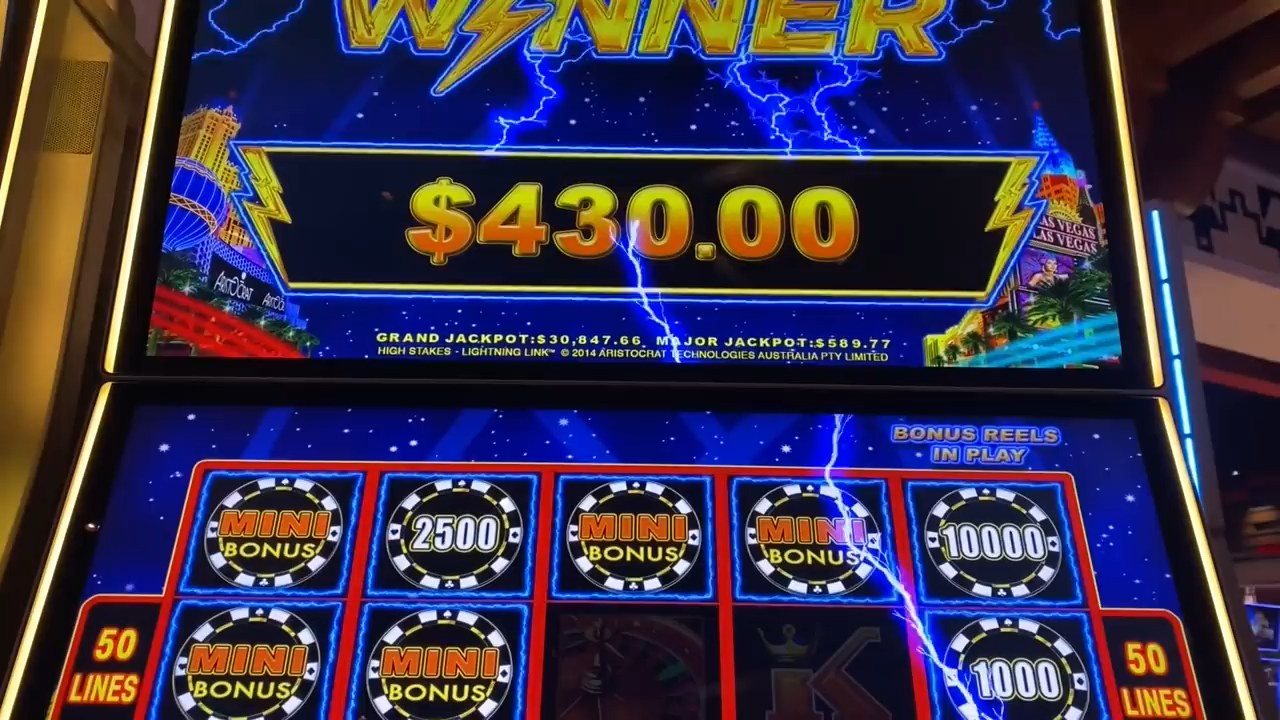 WINNER
$430.00
LAS VEGAS
LAS VEGAS
ARISTOCRAT
GRAND JACKPOT:$30,847.66 MAJOR JACKPOT:$589.77
HIGH STAKES - LIGHTNING LINK™ © 2014 ARISTOCRAT TECHNOLOGIES AUSTRALIA PTY LIMITED
BONUS REELS
IN PLAY
MINI BONUS
2500
MINI BONUS
MINI BONUS
10000
50 LINES
MINI BONUS
MINI BONUS
K
1000
50 LINES